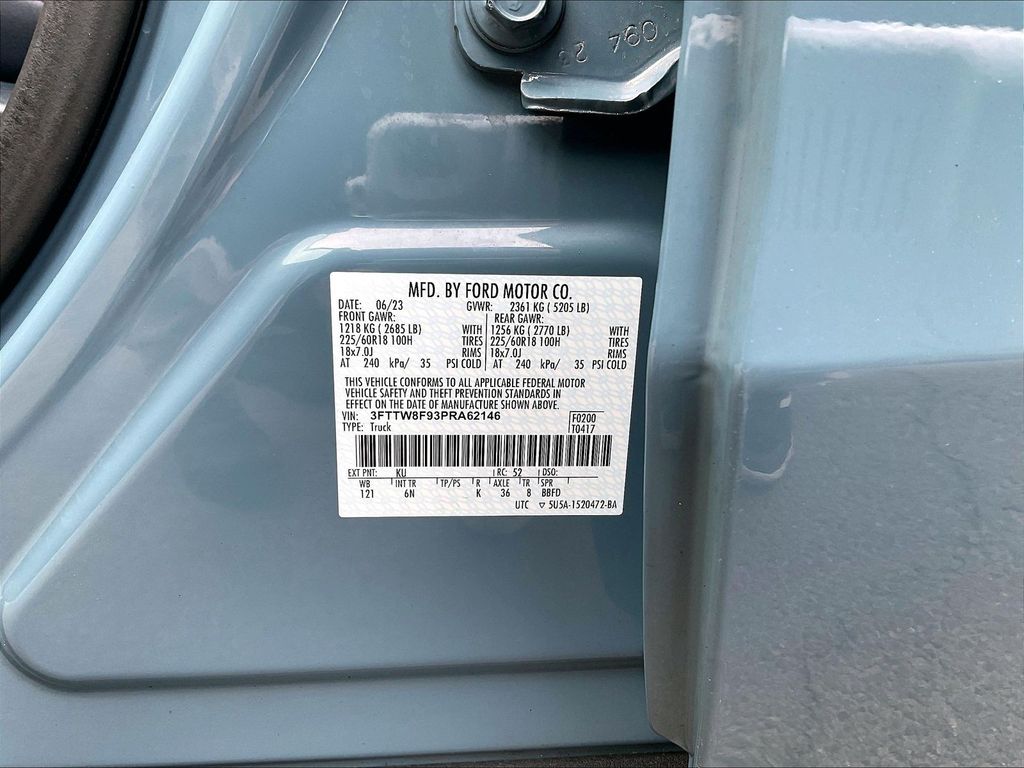 094
23
MFD. BY FORD MOTOR CO.
DATE: 06/23 GVWR: 2361 KG ( 5205 LB)
FRONT GAWR: REAR GAWR:
1218 KG ( 2685 LB) WITH 1256 KG ( 2770 LB) WITH
225/60R18 100H TIRES 225/60R18 100H TIRES
18x7.0J RIMS 18x7.0J RIMS
AT 240 kPa/ 35 PSI COLD AT 240 kPa/ 35 PSI COLD
THIS VEHICLE CONFORMS TO ALL APPLICABLE FEDERAL MOTOR
VEHICLE SAFETY AND THEFT PREVENTION STANDARDS IN
EFFECT ON THE DATE OF MANUFACTURE SHOWN ABOVE.
VIN: 3FTTW8F93PRA62146 F0200
TYPE: Truck T0417
EXT PNT: KU RC: 52 DSO:
WB INT TR TP/PS R AXLE TR SPR
121 6N K 36 8 BBFD
UTC ▽ 5U5A-1520472-BA